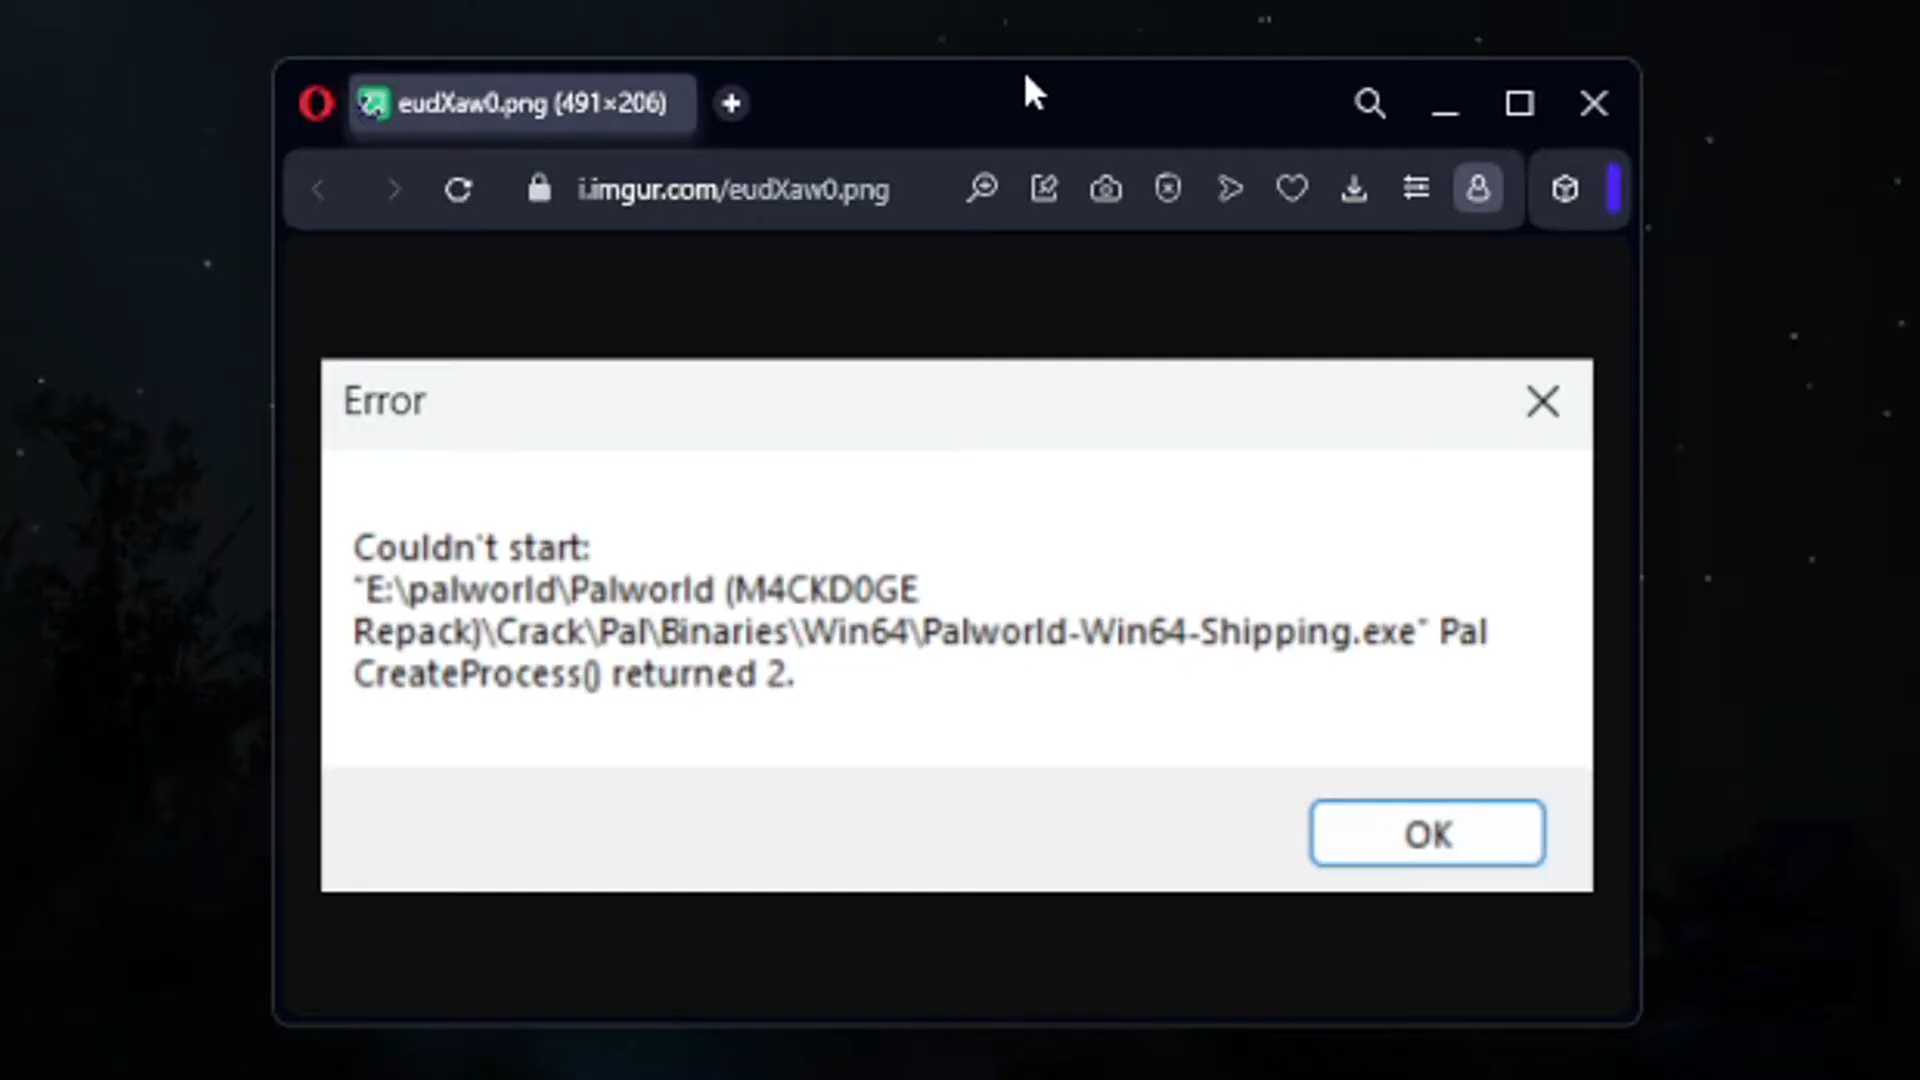 eudXaw0.png (491×206)
i.imgur.com/eudXaw0.png
Error
Couldn't start:
"E:\palworld\Palworld (M4CKD0GE
Repack)\Crack\Pal\Binaries\Win64\Palworld-Win64-Shipping.exe" Pal
CreateProcess() returned 2.
OK